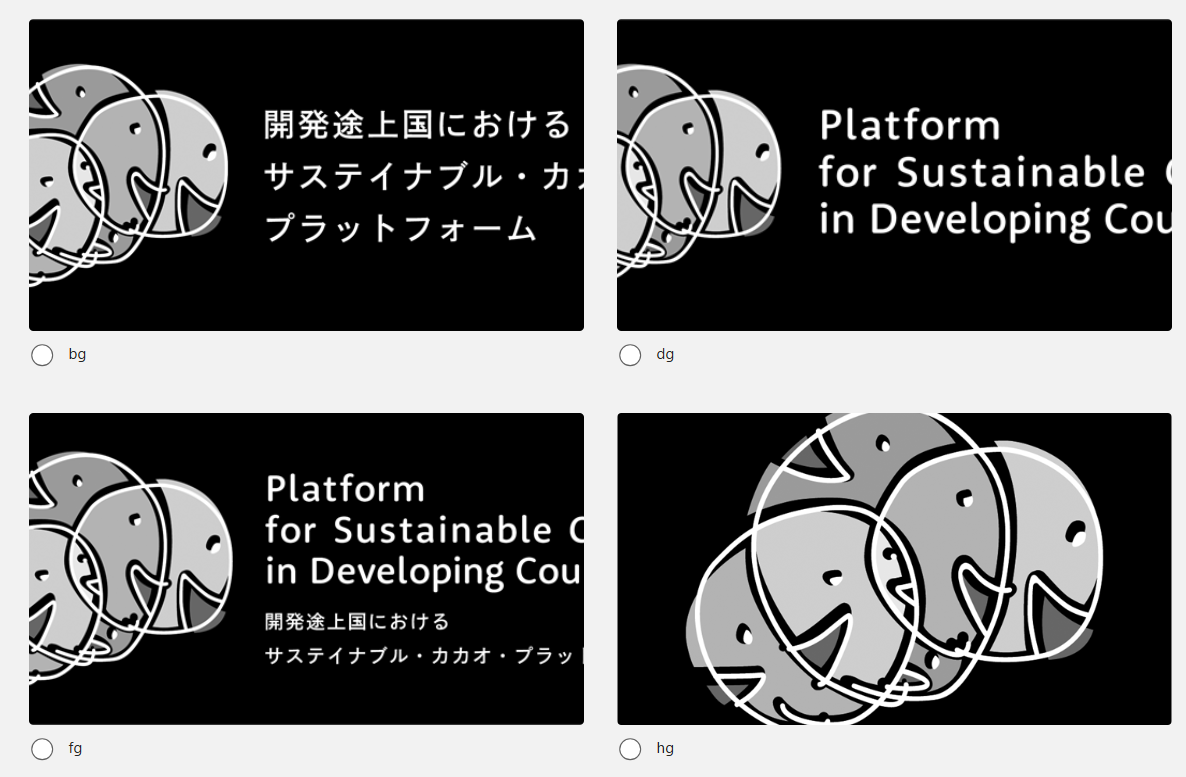 開発途上国における
サステイナブル・カカ
プラットフォーム
bg
Platform
for Sustainable
in Developing Cou
dg
Platform
for Sustainable C
in Developing Cou
開発途上国における
サステイナブル・カカオ・プラッ
fg
hg